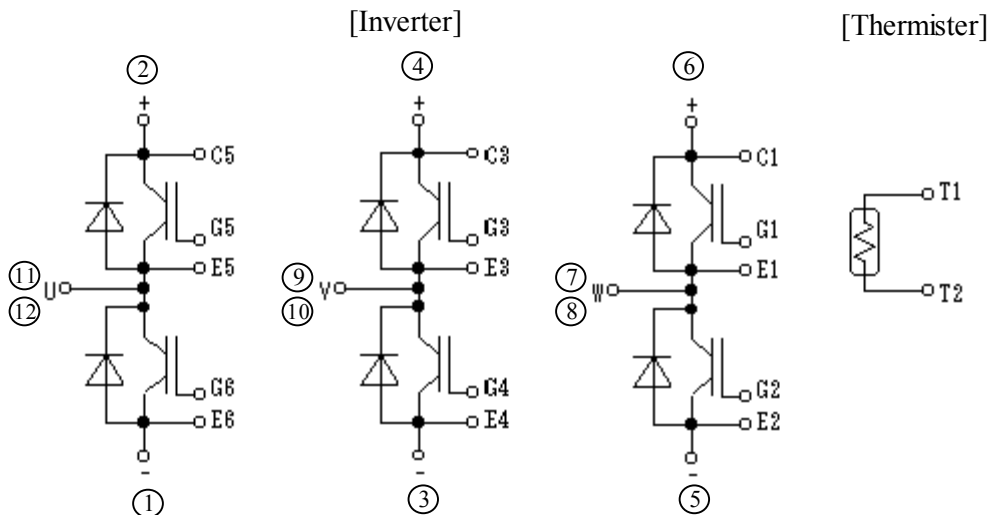 [Inverter]
[Thermister]
② ④ ⑥
+ + +
C5 C3 C1
G5 G3 G1
T1
E5 E3 E1
⑪ U ⑨ V ⑦ W
⑫ ⑩ ⑧
T2
G6 G4 G2
E6 E4 E2
- - -
① ③ ⑤